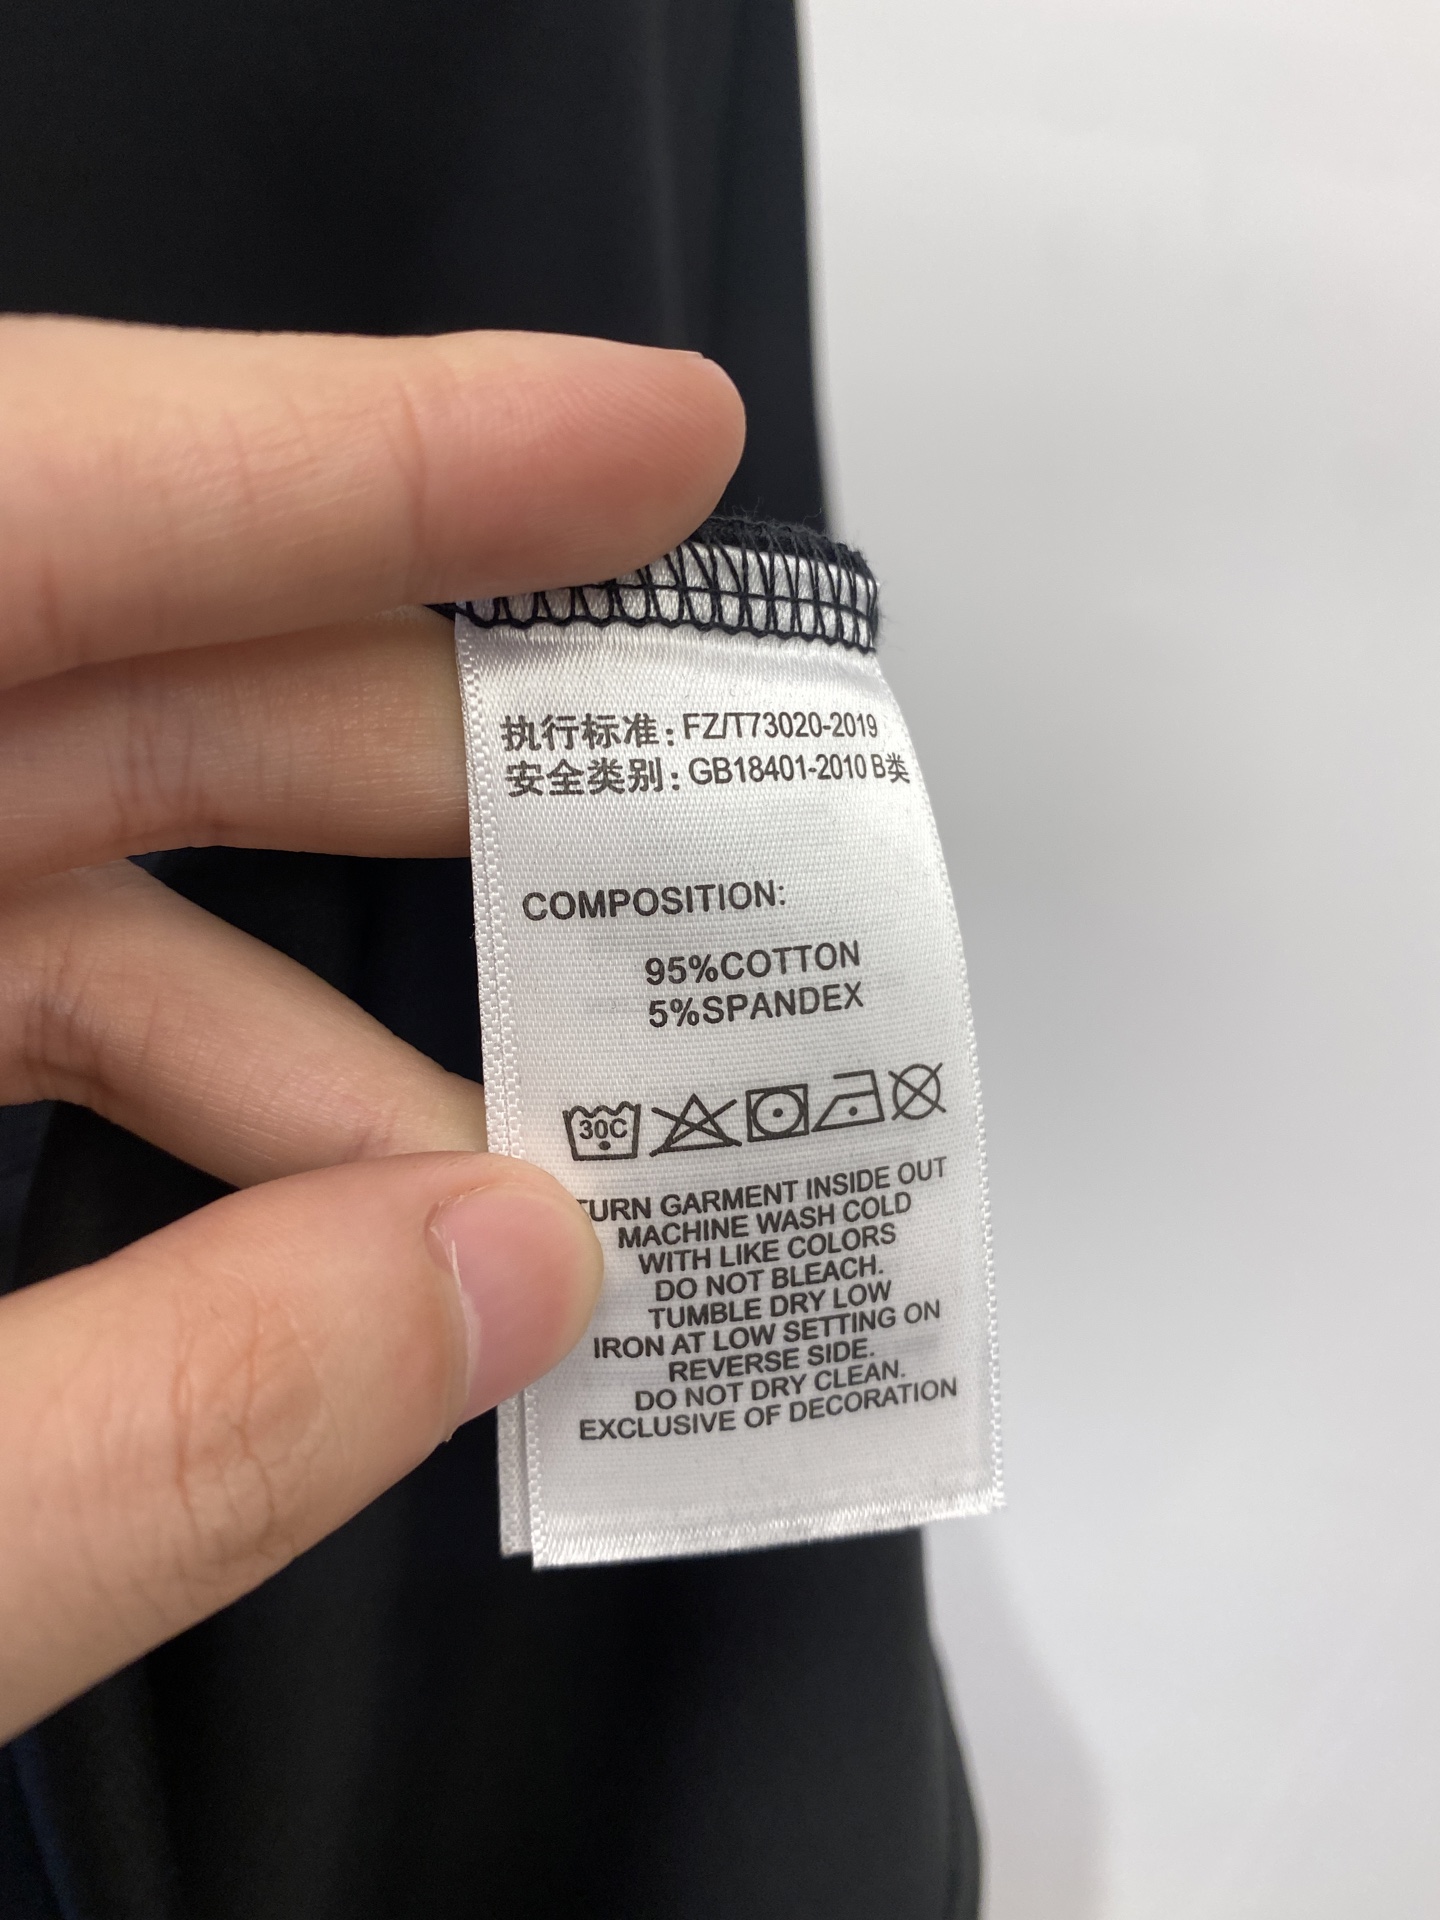 执行标准: FZ/T73020-2019
安全类别: GB18401-2010 B类
COMPOSITION:
95%COTTON
5%SPANDEX
30C
TURN GARMENT INSIDE OUT
MACHINE WASH COLD
WITH LIKE COLORS
DO NOT BLEACH.
TUMBLE DRY LOW
IRON AT LOW SETTING ON
REVERSE SIDE.
DO NOT DRY CLEAN.
EXCLUSIVE OF DECORATION